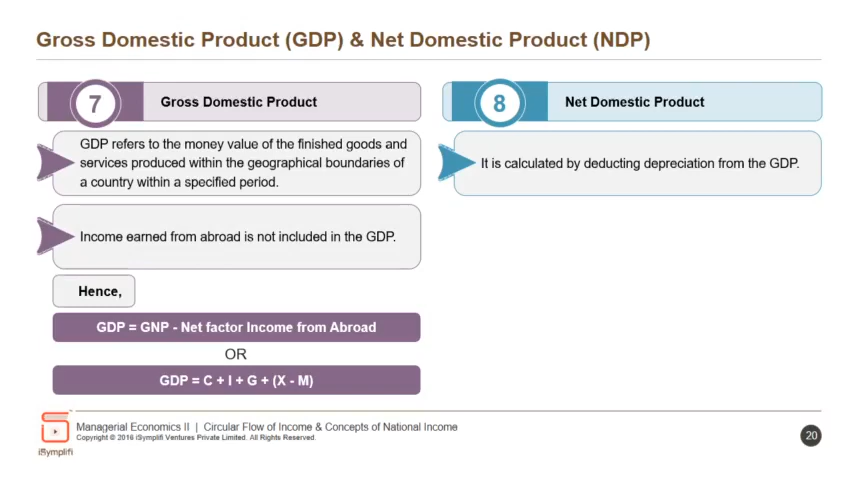 Gross Domestic Product (GDP) & Net Domestic Product (NDP)
7
Gross Domestic Product
GDP refers to the money value of the finished goods and
services produced within the geographical boundaries of
a country within a specified period.
Income earned from abroad is not included in the GDP.
Hence,
GDP = GNP - Net factor Income from Abroad
OR
GDP = C + I + G + (X - M)
8
Net Domestic Product
It is calculated by deducting depreciation from the GDP.
iSymplifi
Managerial Economics II | Circular Flow of Income & Concepts of National Income
Copyright © 2016 iSymplifi Ventures Private Limited. All Rights Reserved.
20